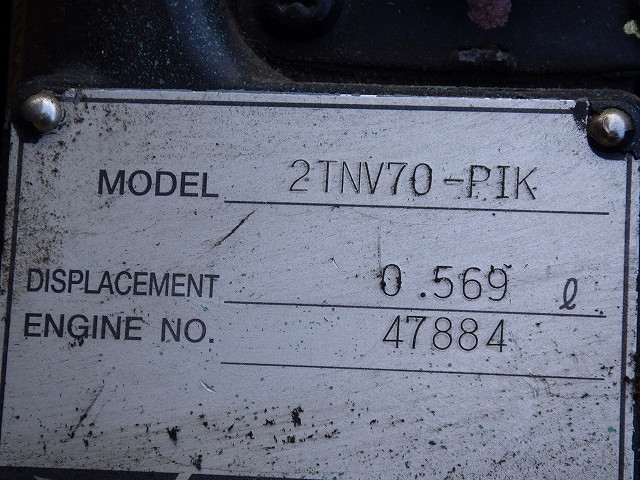 MODEL 2TNV70-PIK
DISPLACEMENT 0.569 ℓ
ENGINE NO. 47884